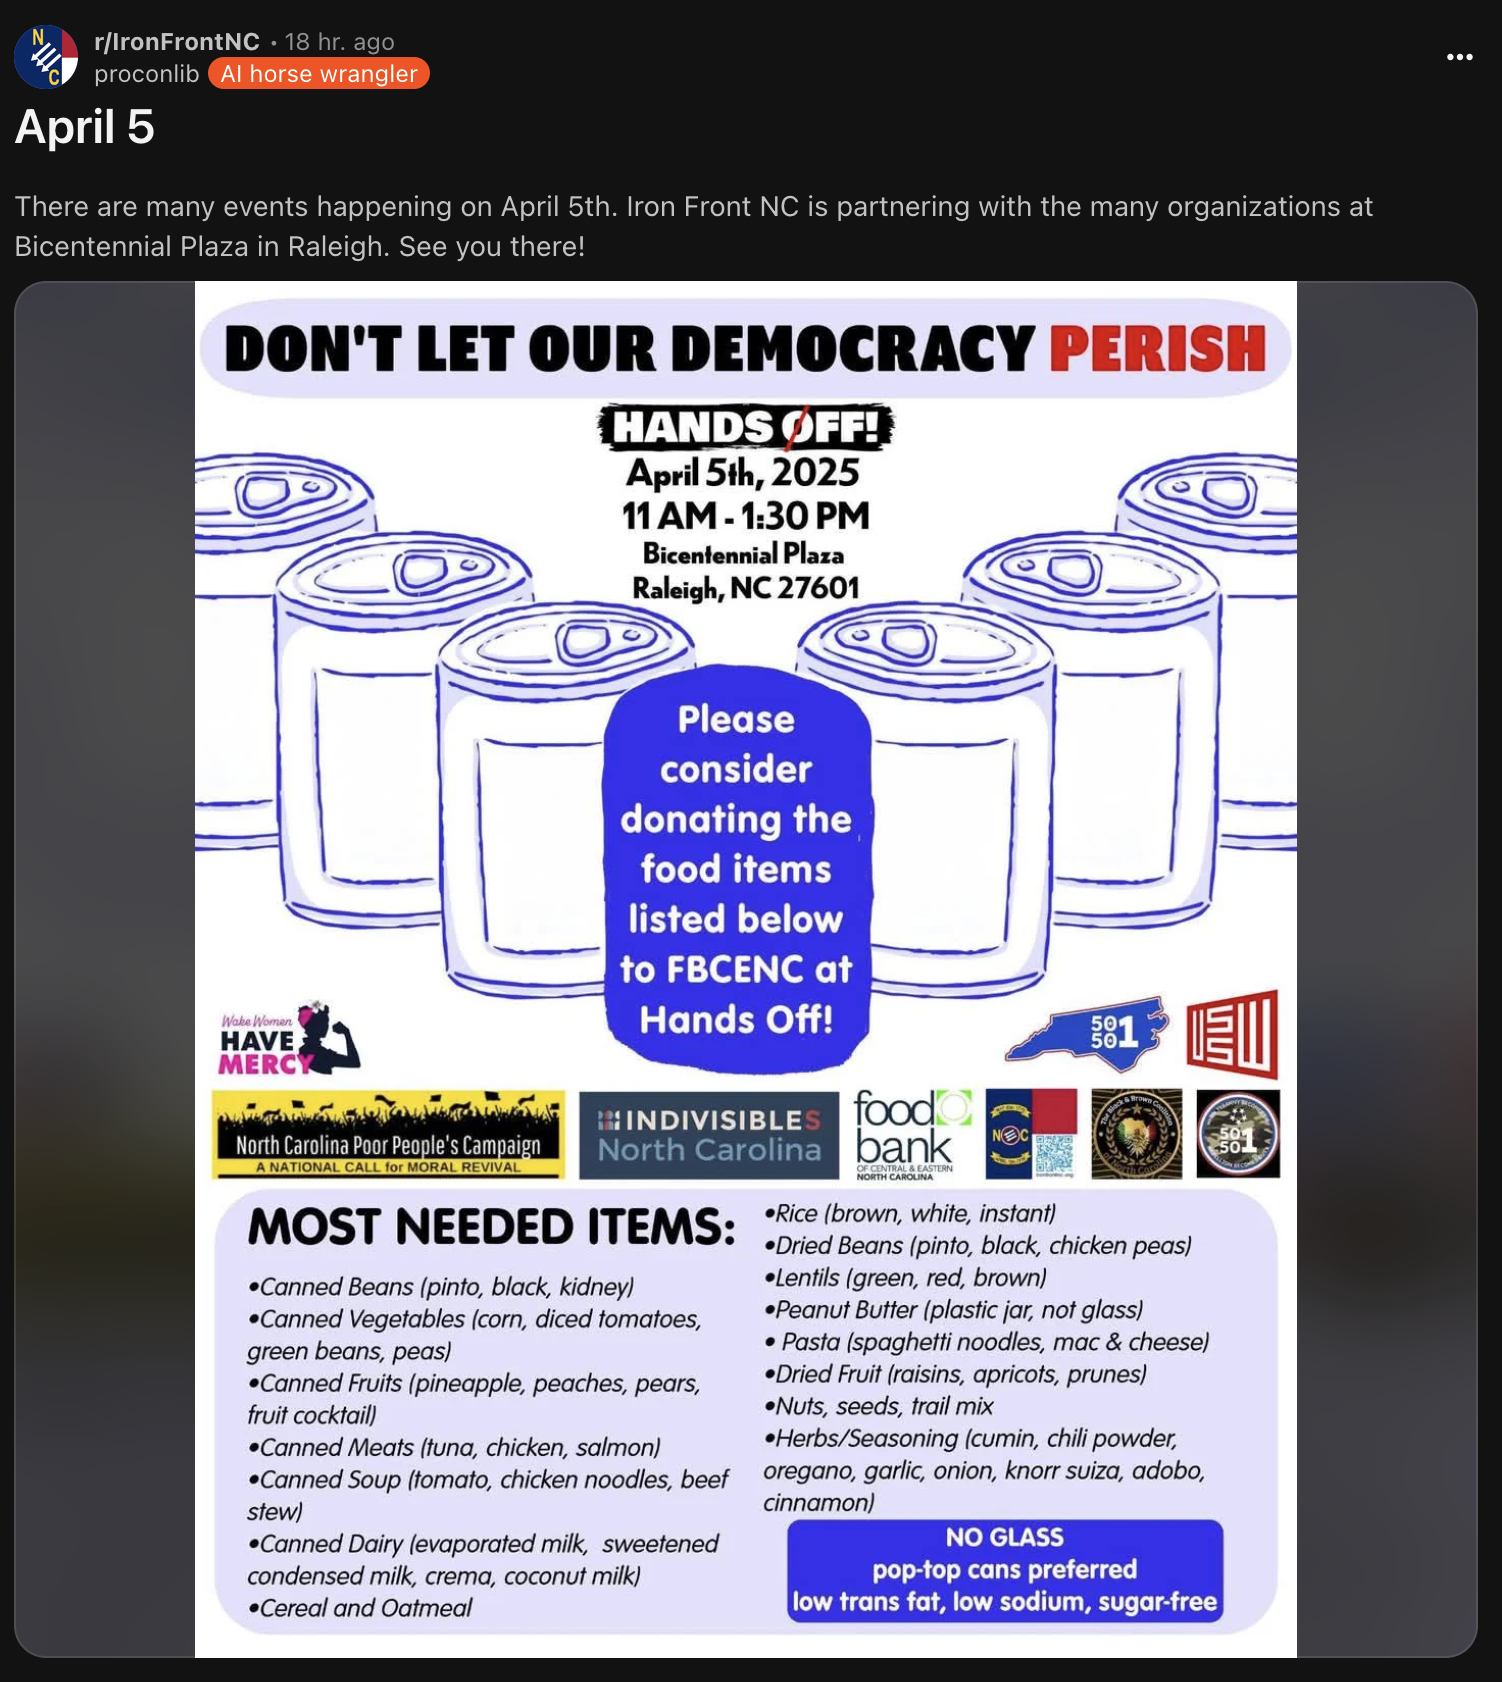 r/IronFrontNC • 18 hr. ago
proconlib AI horse wrangler
April 5
There are many events happening on April 5th. Iron Front NC is partnering with the many organizations at
Bicentennial Plaza in Raleigh. See you there!
DON'T LET OUR DEMOCRACY PERISH
HANDS OFF!
April 5th, 2025
11 AM - 1:30 PM
Bicentennial Plaza
Raleigh, NC 27601
Please
consider
donating the
food items
listed below
to FBCENC at
Hands Off!
Wake Women
HAVE
MERCY
50
501
North Carolina Poor People's Campaign
A NATIONAL CALL for MORAL REVIVAL
INDIVISIBLES
North Carolina
food
bank
OF CENTRAL & EASTERN
NORTH CAROLINA
N C
50
501
MOST NEEDED ITEMS:
•Canned Beans (pinto, black, kidney)
•Canned Vegetables (corn, diced tomatoes,
green beans, peas)
•Canned Fruits (pineapple, peaches, pears,
fruit cocktail)
•Canned Meats (tuna, chicken, salmon)
•Canned Soup (tomato, chicken noodles, beef
stew)
•Canned Dairy (evaporated milk, sweetened
condensed milk, crema, coconut milk)
•Cereal and Oatmeal
•Rice (brown, white, instant)
•Dried Beans (pinto, black, chicken peas)
•Lentils (green, red, brown)
•Peanut Butter (plastic jar, not glass)
• Pasta (spaghetti noodles, mac & cheese)
•Dried Fruit (raisins, apricots, prunes)
•Nuts, seeds, trail mix
•Herbs/Seasoning (cumin, chili powder,
oregano, garlic, onion, knorr suiza, adobo,
cinnamon)
NO GLASS
pop-top cans preferred
low trans fat, low sodium, sugar-free